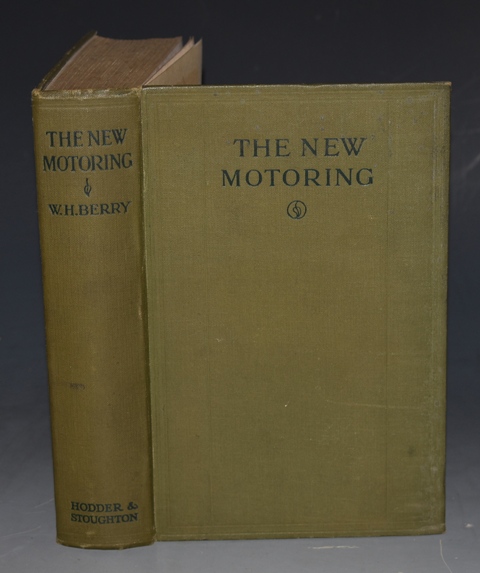 THE NEW
MOTORING
W.H.BERRY
HODDER &
STOUGHTON
THE NEW
MOTORING